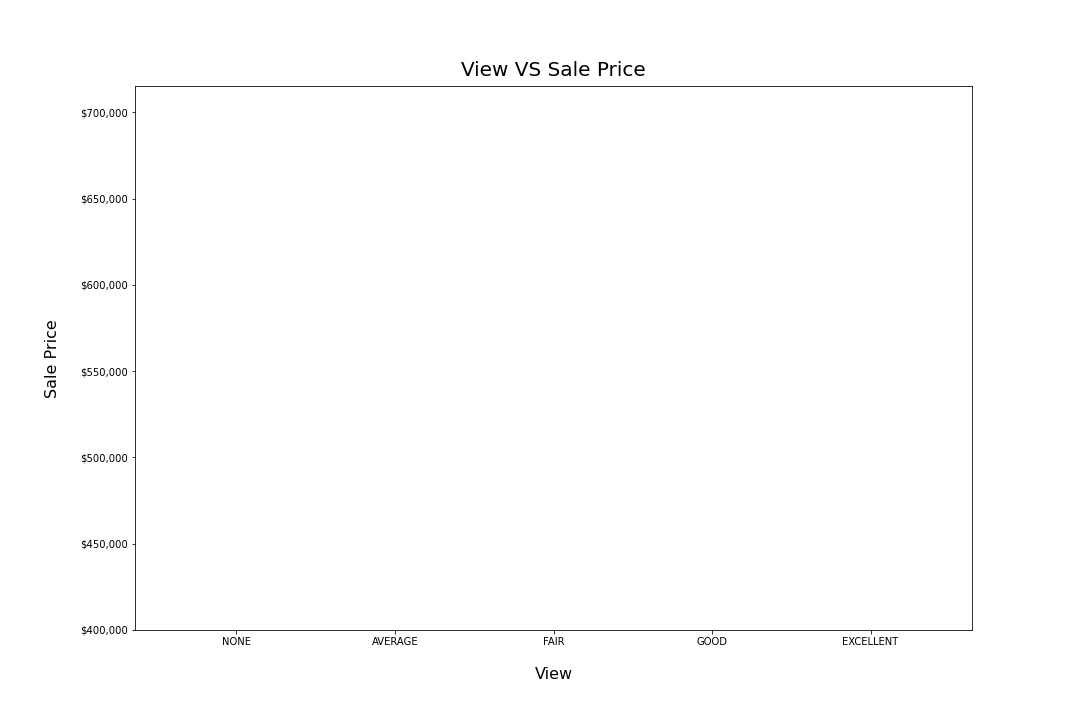 View VS Sale Price
$700,000
$650,000
$600,000
$550,000
$500,000
$450,000
$400,000
Sale Price
NONE AVERAGE FAIR GOOD EXCELLENT
View